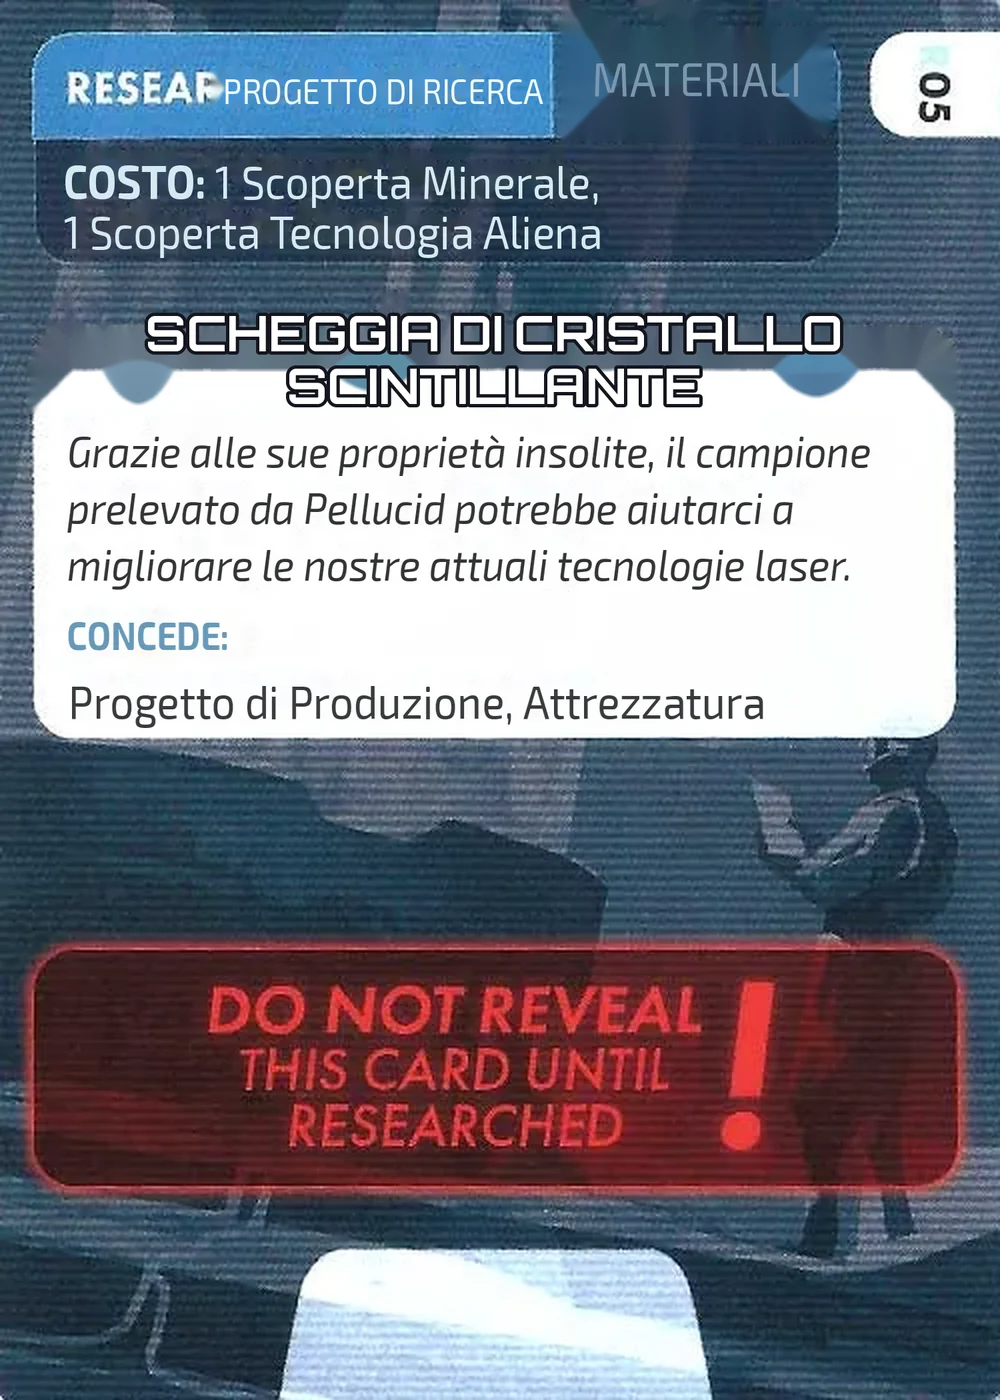 RESEAR PROGETTO DI RICERCA
MATERIALI
R05
COSTO: 1 Scoperta Minerale,
1 Scoperta Tecnologia Aliena
SCHEGGIA DI CRISTALLO
SCINTILLANTE
Grazie alle sue proprietà insolite, il campione
prelevato da Pellucid potrebbe aiutarci a
migliorare le nostre attuali tecnologie laser.
CONCEDE:
Progetto di Produzione, Attrezzatura
DO NOT REVEAL
THIS CARD UNTIL
RESEARCHED
!